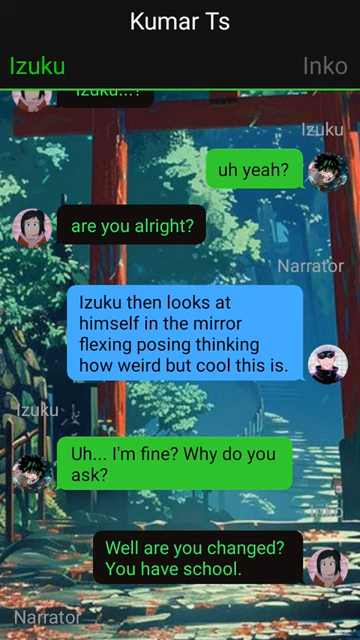 Kumar Ts
Izuku
Inko
Izuku...?
Izuku
uh yeah?
are you alright?
Narrator
Izuku then looks at
himself in the mirror
flexing posing thinking
how weird but cool this is.
Izuku
Uh... I'm fine? Why do you
ask?
Inko
Well are you changed?
You have school.
Narrator